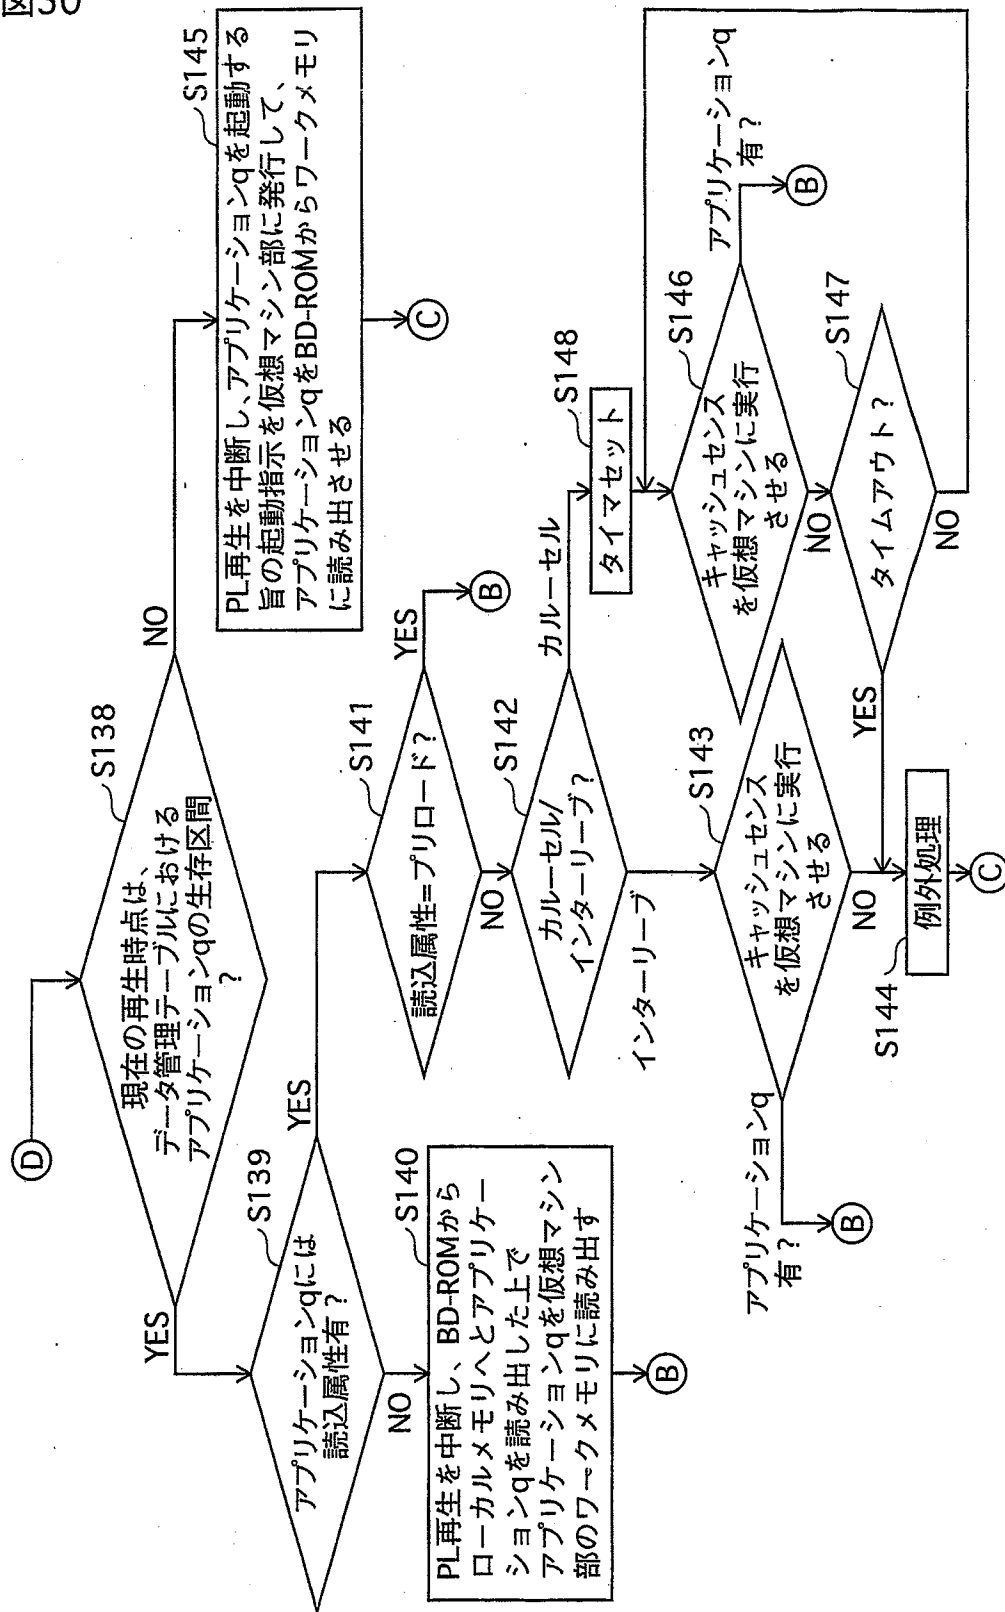 図50
D
現在の再生時点は、
データ管理テーブルにおける
アプリケーションqの生存区間
?
S138
YES
NO
S145
PL再生を中断し、アプリケーションqを起動する
旨の起動指示を仮想マシン部に発行して、
アプリケーションqをBD-ROMからワークメモリ
に読み出させる
C
アプリケーションqには
読込属性有?
S139
YES
NO
S140
PL再生を中断し、BD-ROMから
ローカルメモリへとアプリケー
ションqを読み出した上で
アプリケーションqを仮想マシン
部のワークメモリに読み出す
B
読込属性=プリロード?
S141
YES
B
NO
カルーセル/
インターリーブ?
S142
カルーセル
インターリーブ
S148
タイマセット
キャッシュセンス
を仮想マシンに実行
させる
S146
アプリケーションq
有?
B
NO
タイムアウト?
S147
YES
NO
キャッシュセンス
を仮想マシンに実行
させる
S143
アプリケーションq
有?
B
NO
S144
例外処理
C